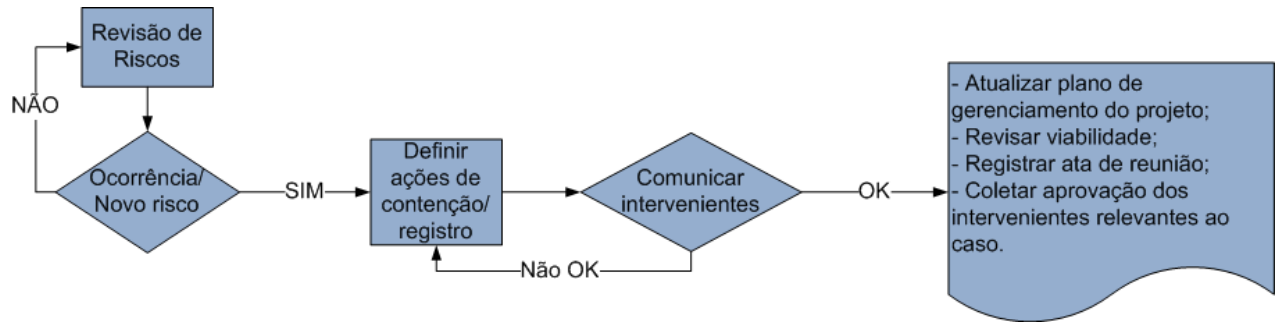 Revisão de
Riscos
NÃO
Ocorrência/
Novo risco
SIM
Definir
ações de
contenção/
registro
Comunicar
intervenientes
Não OK
OK
- Atualizar plano de
gerenciamento do projeto;
- Revisar viabilidade;
- Registrar ata de reunião;
- Coletar aprovação dos
intervenientes relevantes ao
caso.